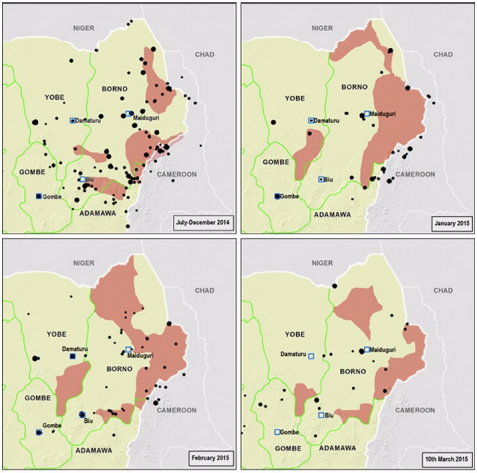 NIGER
CHAD
YOBE
BORNO
Damaturu
Maiduguri
GOMBE
Biu
CAMEROON
Gombe
ADAMAWA
July-December 2014
NIGER
CHAD
BORNO
YOBE
Maiduguri
Damaturu
GOMBE
Biu
CAMEROON
Gombe
ADAMAWA
January 2015
NIGER
CHAD
YOBE
Damaturu
Maiduguri
BORNO
GOMBE
CAMEROON
Biu
Gombe
ADAMAWA
February 2015
NIGER
CHAD
YOBE
Maiduguri
Damaturu
BORNO
GOMBE
CAMEROON
Biu
Gombe
ADAMAWA
10th March 2015